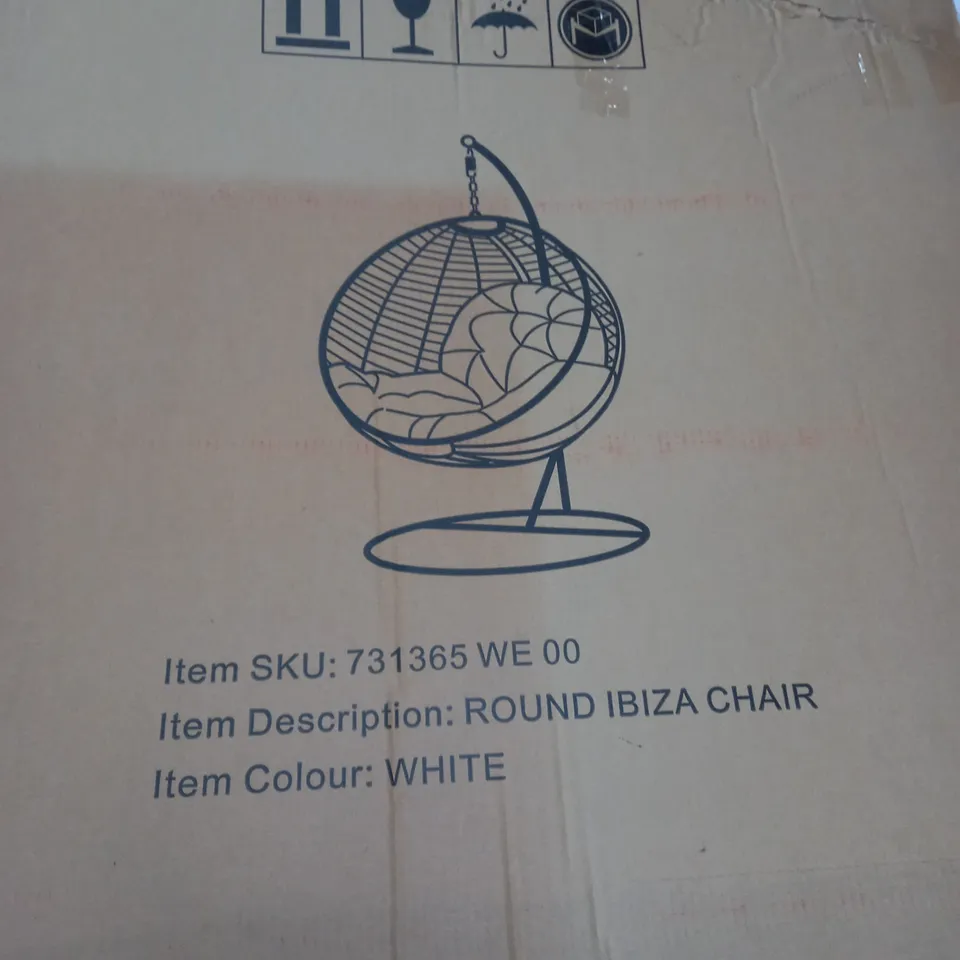 Item SKU: 731365 WE 00
Item Description: ROUND IBIZA CHAIR
Item Colour: WHITE